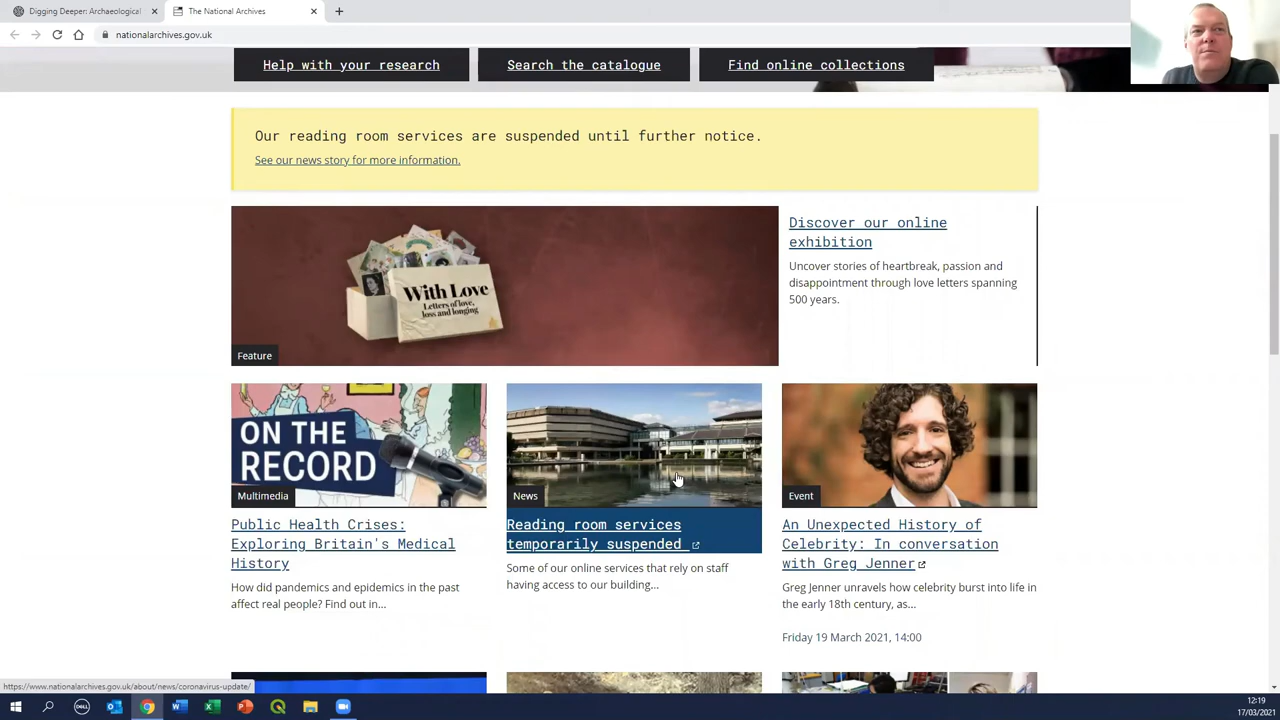 Digging Deeper: Archaeological
The National Archives
nationalarchives.gov.uk
Help with your research
Search the catalogue
Find online collections
Our reading room services are suspended until further notice.
See our news story for more information.
With Love
Letters of love,
loss and longing
Feature
Discover our online
exhibition
Uncover stories of heartbreak, passion and
disappointment through love letters spanning
500 years.
ON THE
RECORD
Multimedia
Public Health Crises:
Exploring Britain's Medical
History
How did pandemics and epidemics in the past
affect real people? Find out in...
News
Reading room services
temporarily suspended
Some of our online services that rely on staff
having access to our building...
Event
An Unexpected History of
Celebrity: In conversation
with Greg Jenner
Greg Jenner unravels how celebrity burst into life in
the early 18th century, as...
Friday 19 March 2021, 14:00
https://www.nationalarchives.gov.uk/about/news/coronavirus-update/
12:19
17/03/2021